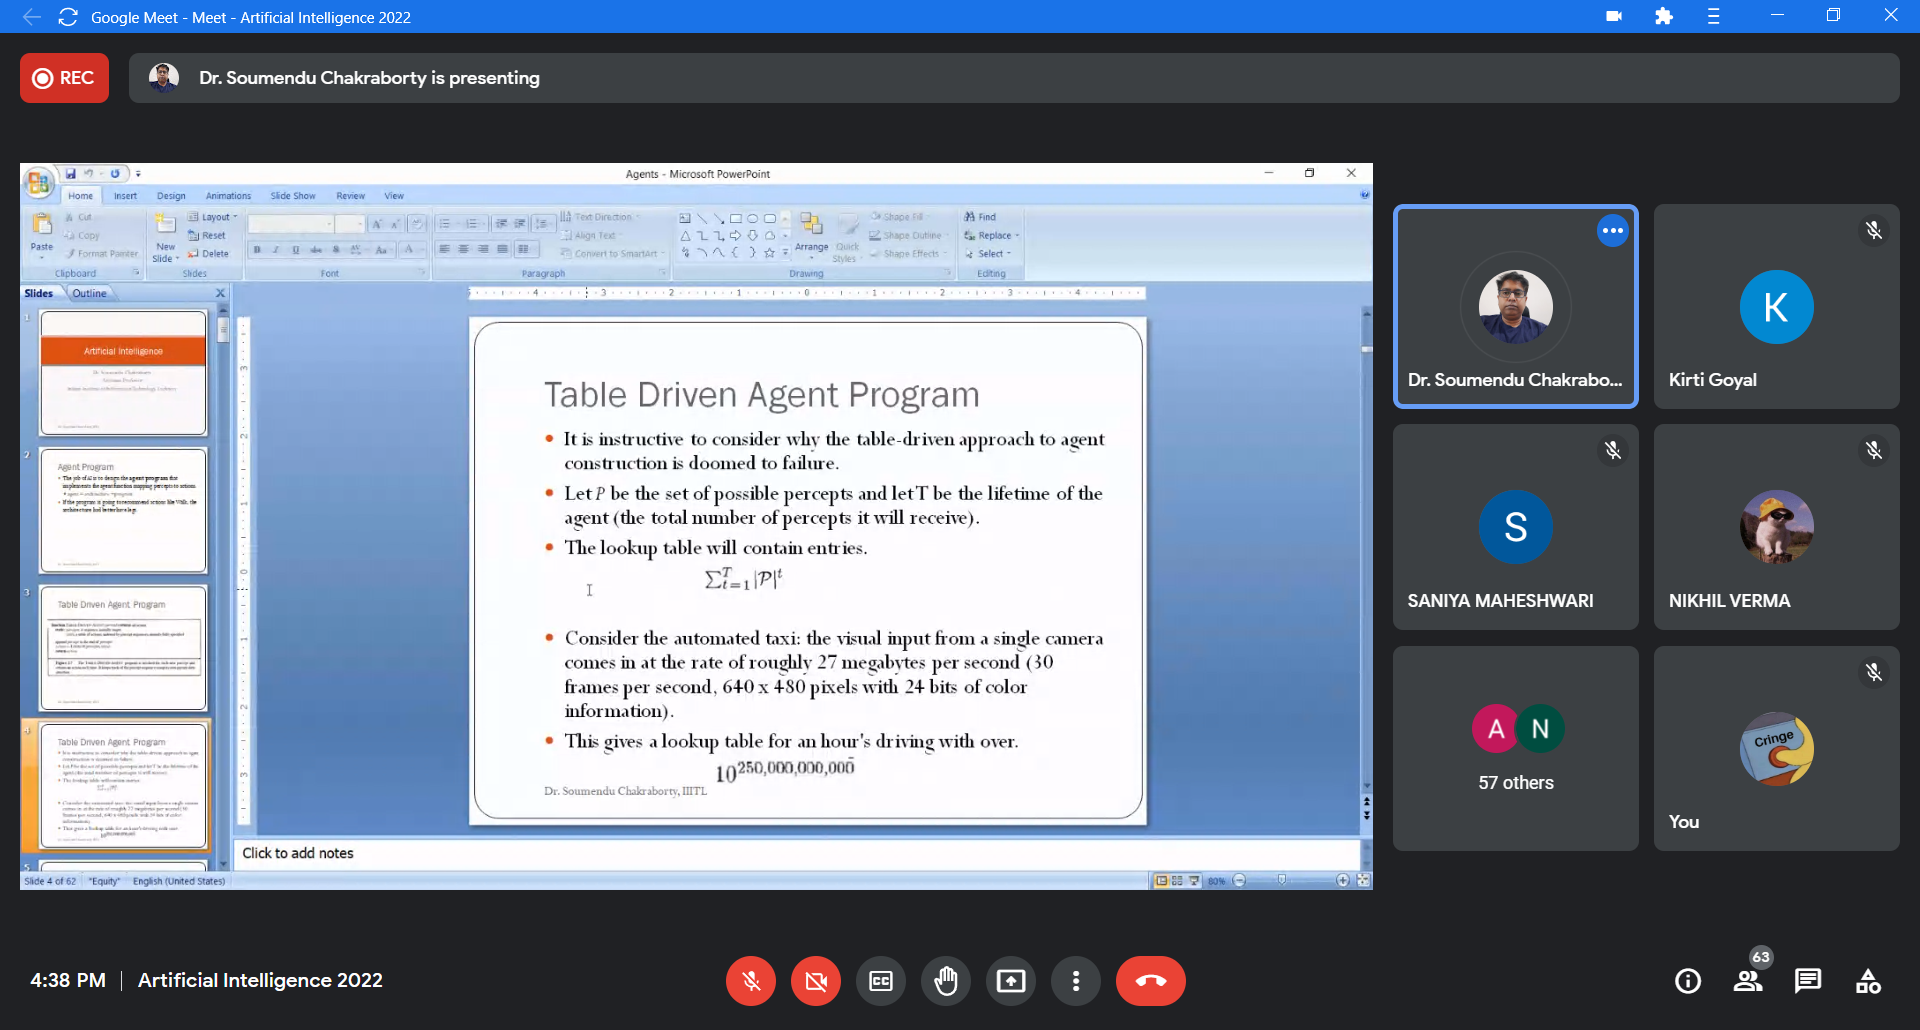 Google Meet - Meet - Artificial Intelligence 2022
REC
Dr. Soumendu Chakraborty is presenting
Agents - Microsoft PowerPoint
Home Insert Design Animations Slide Show Review View
Paste
Cut
Copy
Format Painter
Clipboard
New
Slide
Layout
Reset
Delete
Slides
Font
Text Direction
Align Text
Convert to SmartArt
Paragraph
Arrange
Quick
Styles
Shape Fill
Shape Outline
Shape Effects
Drawing
Find
Replace
Select
Editing
Slides Outline
1
Artificial Intelligence
2
Agent Program
3
Table Driven Agent Program
4
Table Driven Agent Program
5
Table Driven Agent Program
• It is instructive to consider why the table-driven approach to agent
construction is doomed to failure.
• Let P be the set of possible percepts and let T be the lifetime of the
agent (the total number of percepts it will receive).
• The lookup table will contain entries.
∑ᵀₜ₌₁ |𝒫|ᵗ
• Consider the automated taxi: the visual input from a single camera
comes in at the rate of roughly 27 megabytes per second (30
frames per second, 640 x 480 pixels with 24 bits of color
information).
• This gives a lookup table for an hour's driving with over.
10^250,000,000,000
Dr. Soumendu Chakraborty, IIITL
Click to add notes
Slide 4 of 62 "Equity" English (United States)
80%
Dr. Soumendu Chakrabo...
K
Kirti Goyal
S
SANIYA MAHESHWARI
NIKHIL VERMA
A N
57 others
Cringe
You
4:38 PM | Artificial Intelligence 2022
CC
63